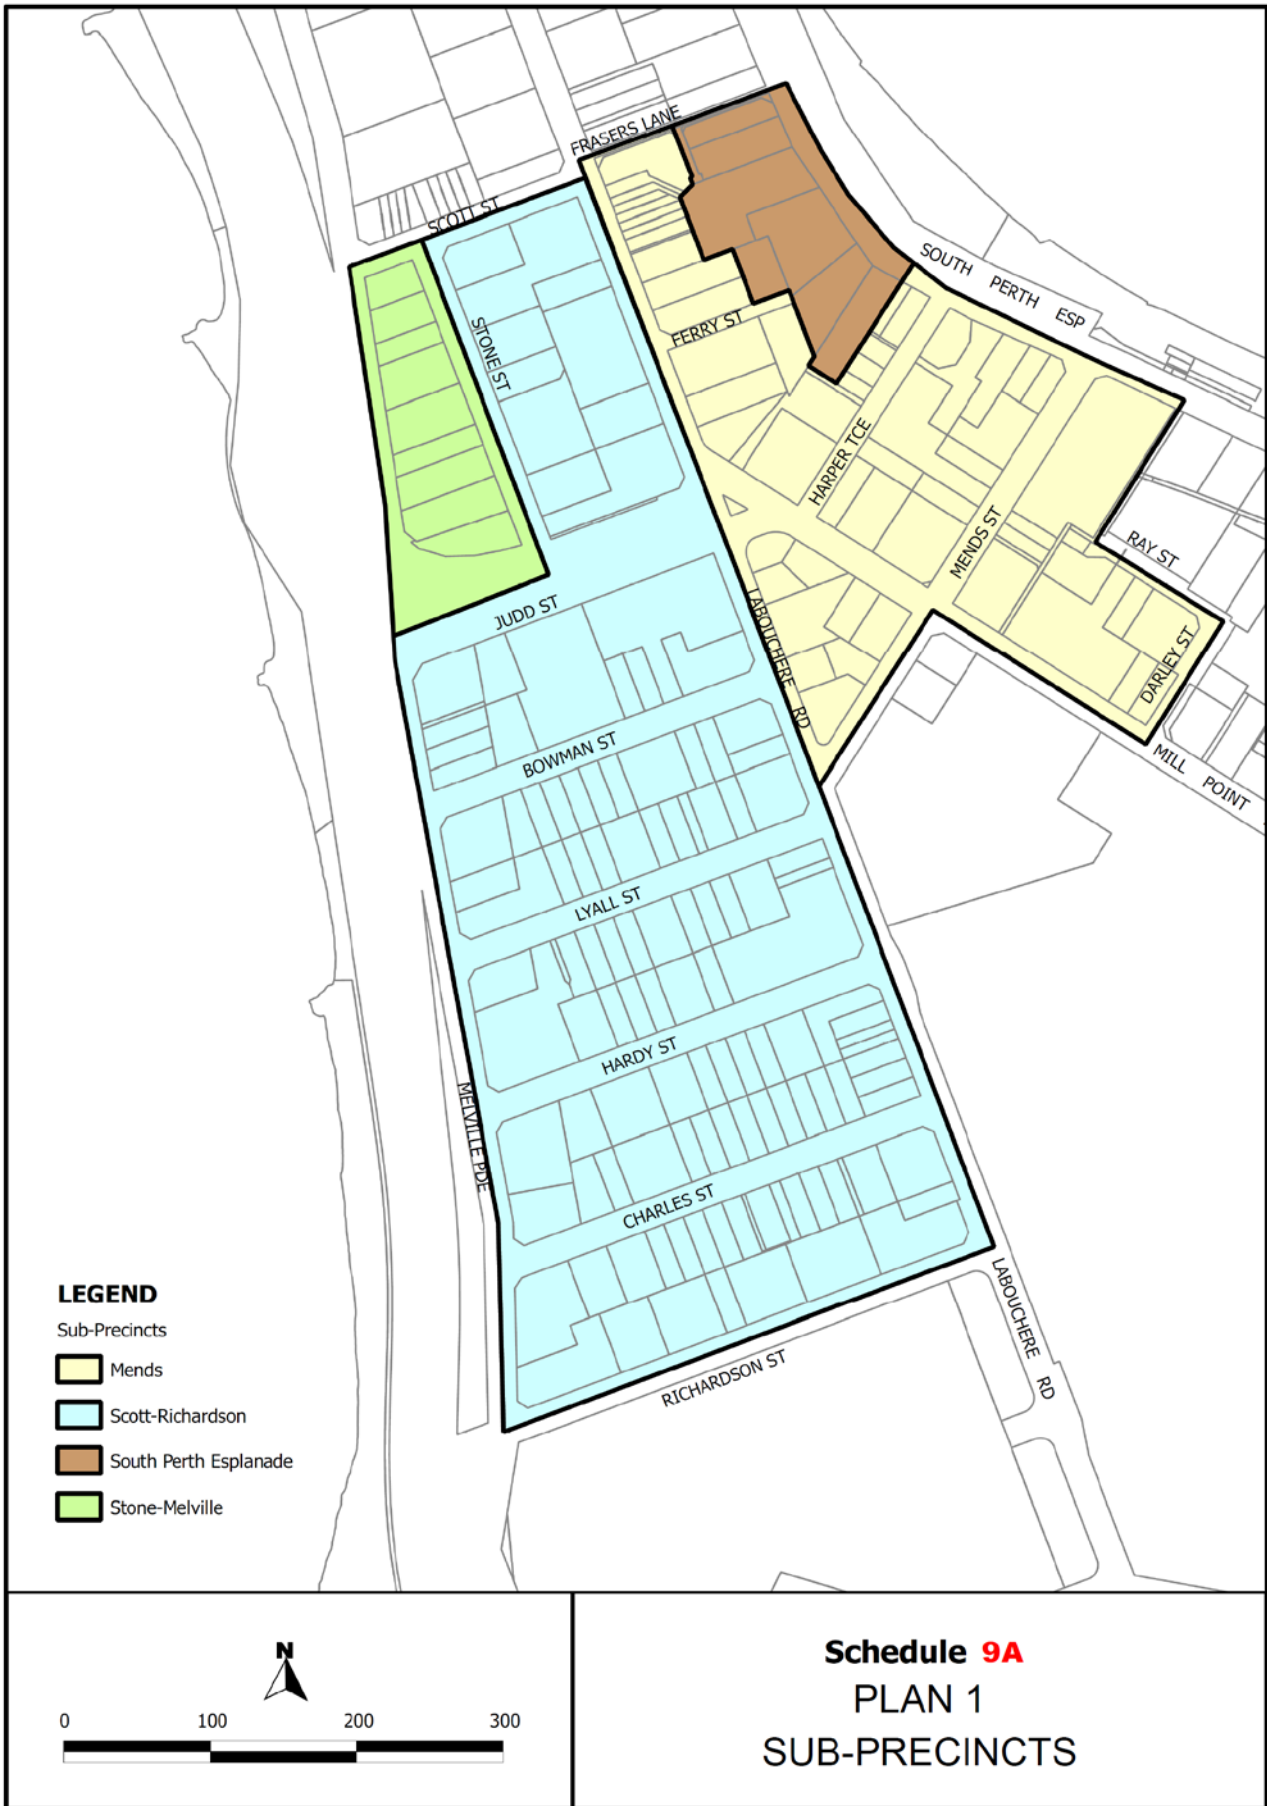 FRASERS LANE
SCOTT ST
SOUTH PERTH ESP
STONE ST
FERRY ST
HARPER TCE
MENDS ST
RAY ST
JUDD ST
LABOUCHERE RD
DARLEY ST
BOWMAN ST
MILL POINT
LYALL ST
HARDY ST
MELVILLE PDE
CHARLES ST
LABOUCHERE RD
RICHARDSON ST
LEGEND
Sub-Precincts
Mends
Scott-Richardson
South Perth Esplanade
Stone-Melville
N
0 100 200 300
Schedule 9A
PLAN 1
SUB-PRECINCTS